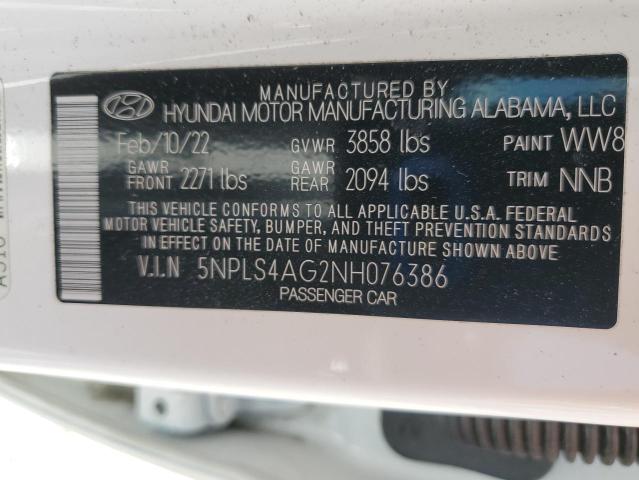 MANUFACTURED BY
HYUNDAI MOTOR MANUFACTURING ALABAMA, LLC
Feb/10/22 GVWR 3858 lbs PAINT WW8
GAWR FRONT 2271 lbs GAWR REAR 2094 lbs TRIM NNB
THIS VEHICLE CONFORMS TO ALL APPLICABLE U.S.A. FEDERAL
MOTOR VEHICLE SAFETY, BUMPER, AND THEFT PREVENTION STANDARDS
IN EFFECT ON THE DATE OF MANUFACTURE SHOWN ABOVE
V.I.N 5NPLS4AG2NH076386
PASSENGER CAR